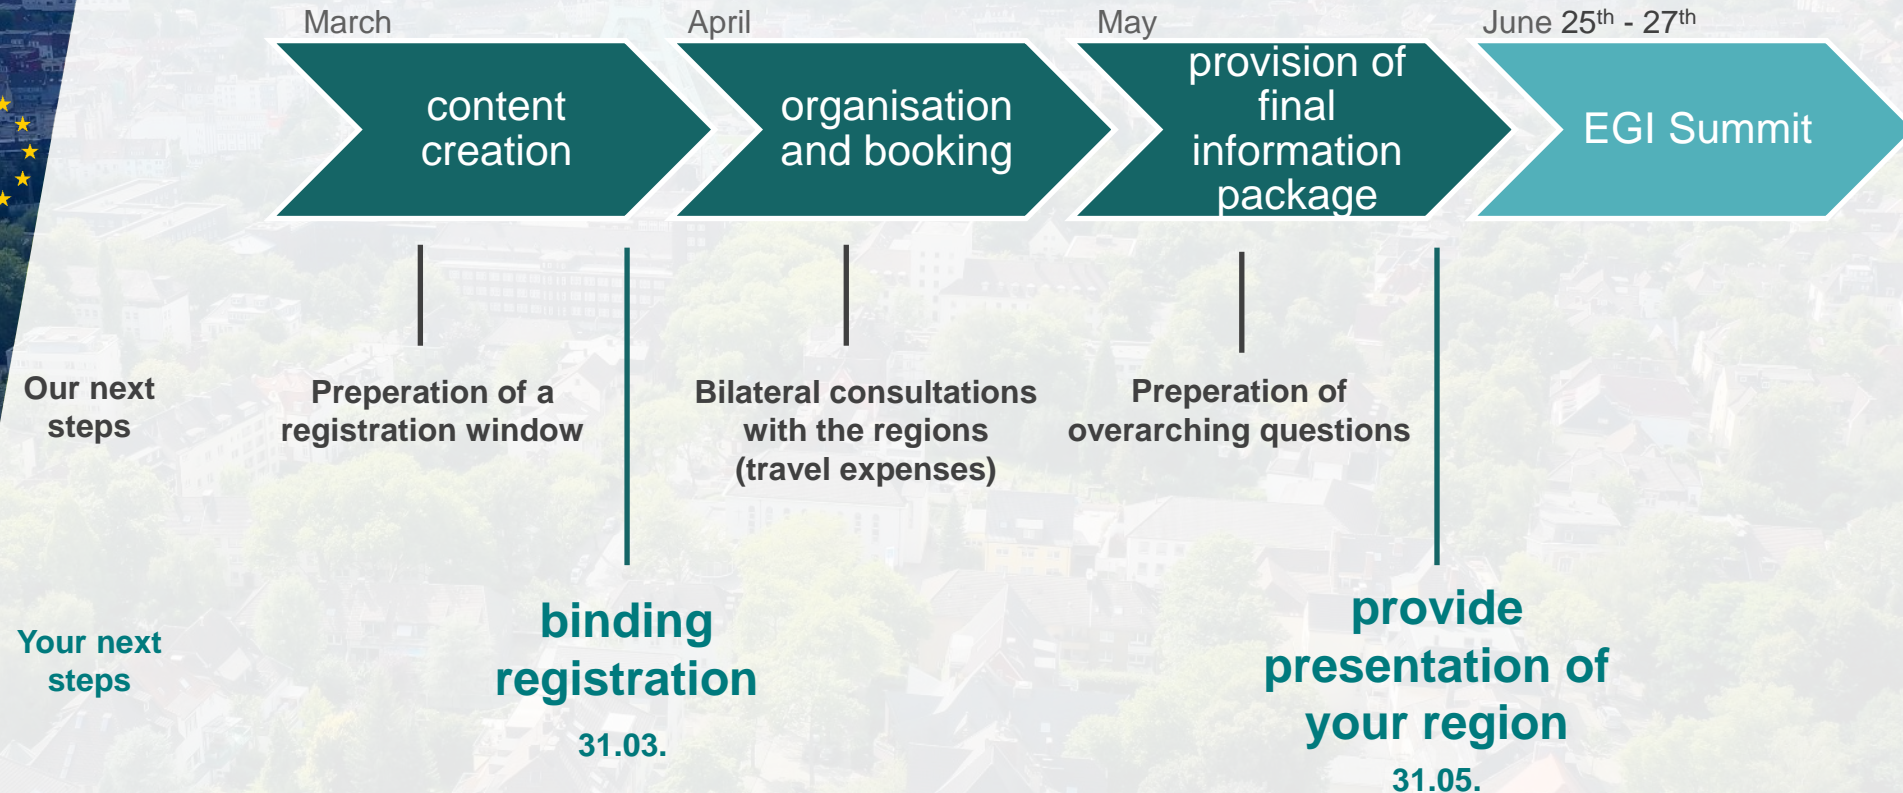 March
April
May
June 25th - 27th
content
creation
organisation
and booking
provision of
final
information
package
EGI Summit
Our next
steps
Preperation of a
registration window
Bilateral consultations
with the regions
(travel expenses)
Preperation of
overarching questions
Your next
steps
binding
registration
31.03.
provide
presentation of
your region
31.05.